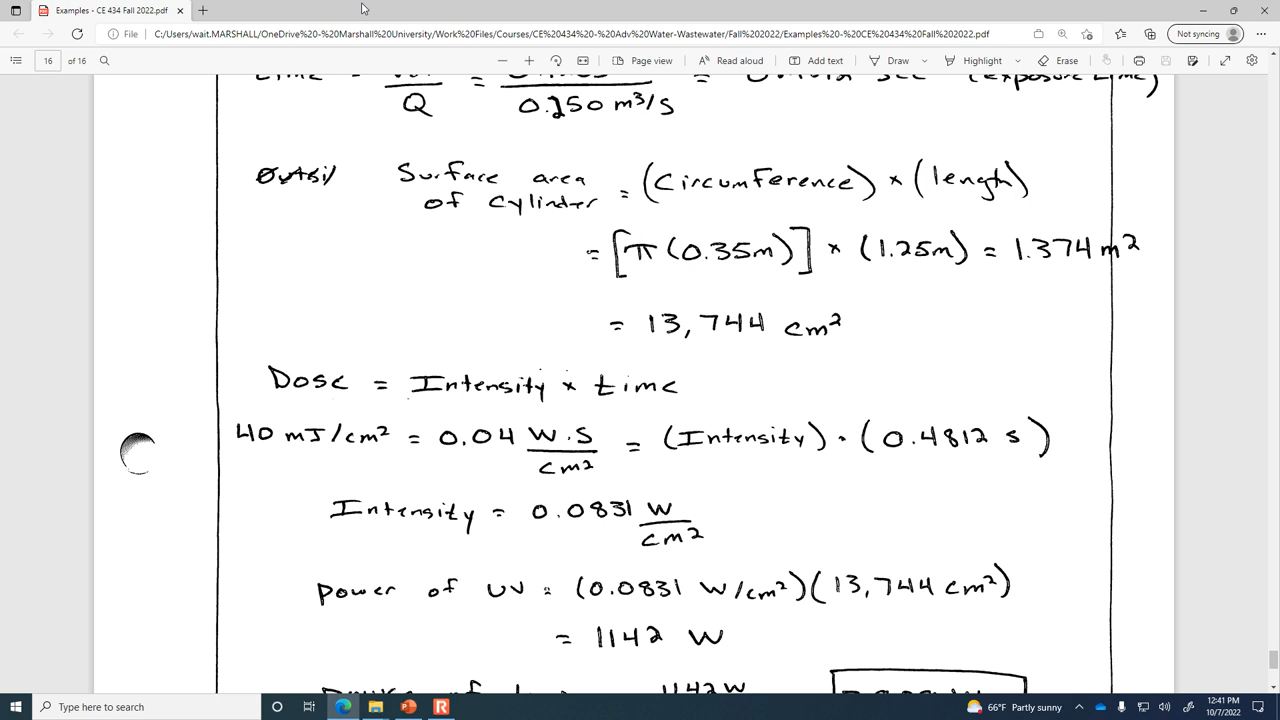 Examples - CE 434 Fall 2022.pdf
File
C:/Users/wait.MARSHALL/OneDrive%20-%20Marshall%20University/Work%20Files/Courses/CE%20434%20-%20Adv%20Water-Wastewater/Fall%202022/Examples%20-%20CE%20434%20Fall%202022.pdf
Not syncing
16 of 16
Page view
Read aloud
Add text
Draw
Highlight
Erase
Q = 0.250 m³/s (exposure time)
Surface area
of cylinder = (Circumference) × (length)
= [π (0.35m)] × (1.25m) = 1.374 m²
= 13,744 cm²
Dose = Intensity × time
40 mJ/cm² = 0.04 W.S/cm² = (Intensity) · (0.4812 s)
Intensity = 0.0831 W/cm²
Power of UV = (0.0831 W/cm²)(13,744 cm²)
= 1142 W
1142 W
Type here to search
66°F Partly sunny
12:41 PM
10/7/2022